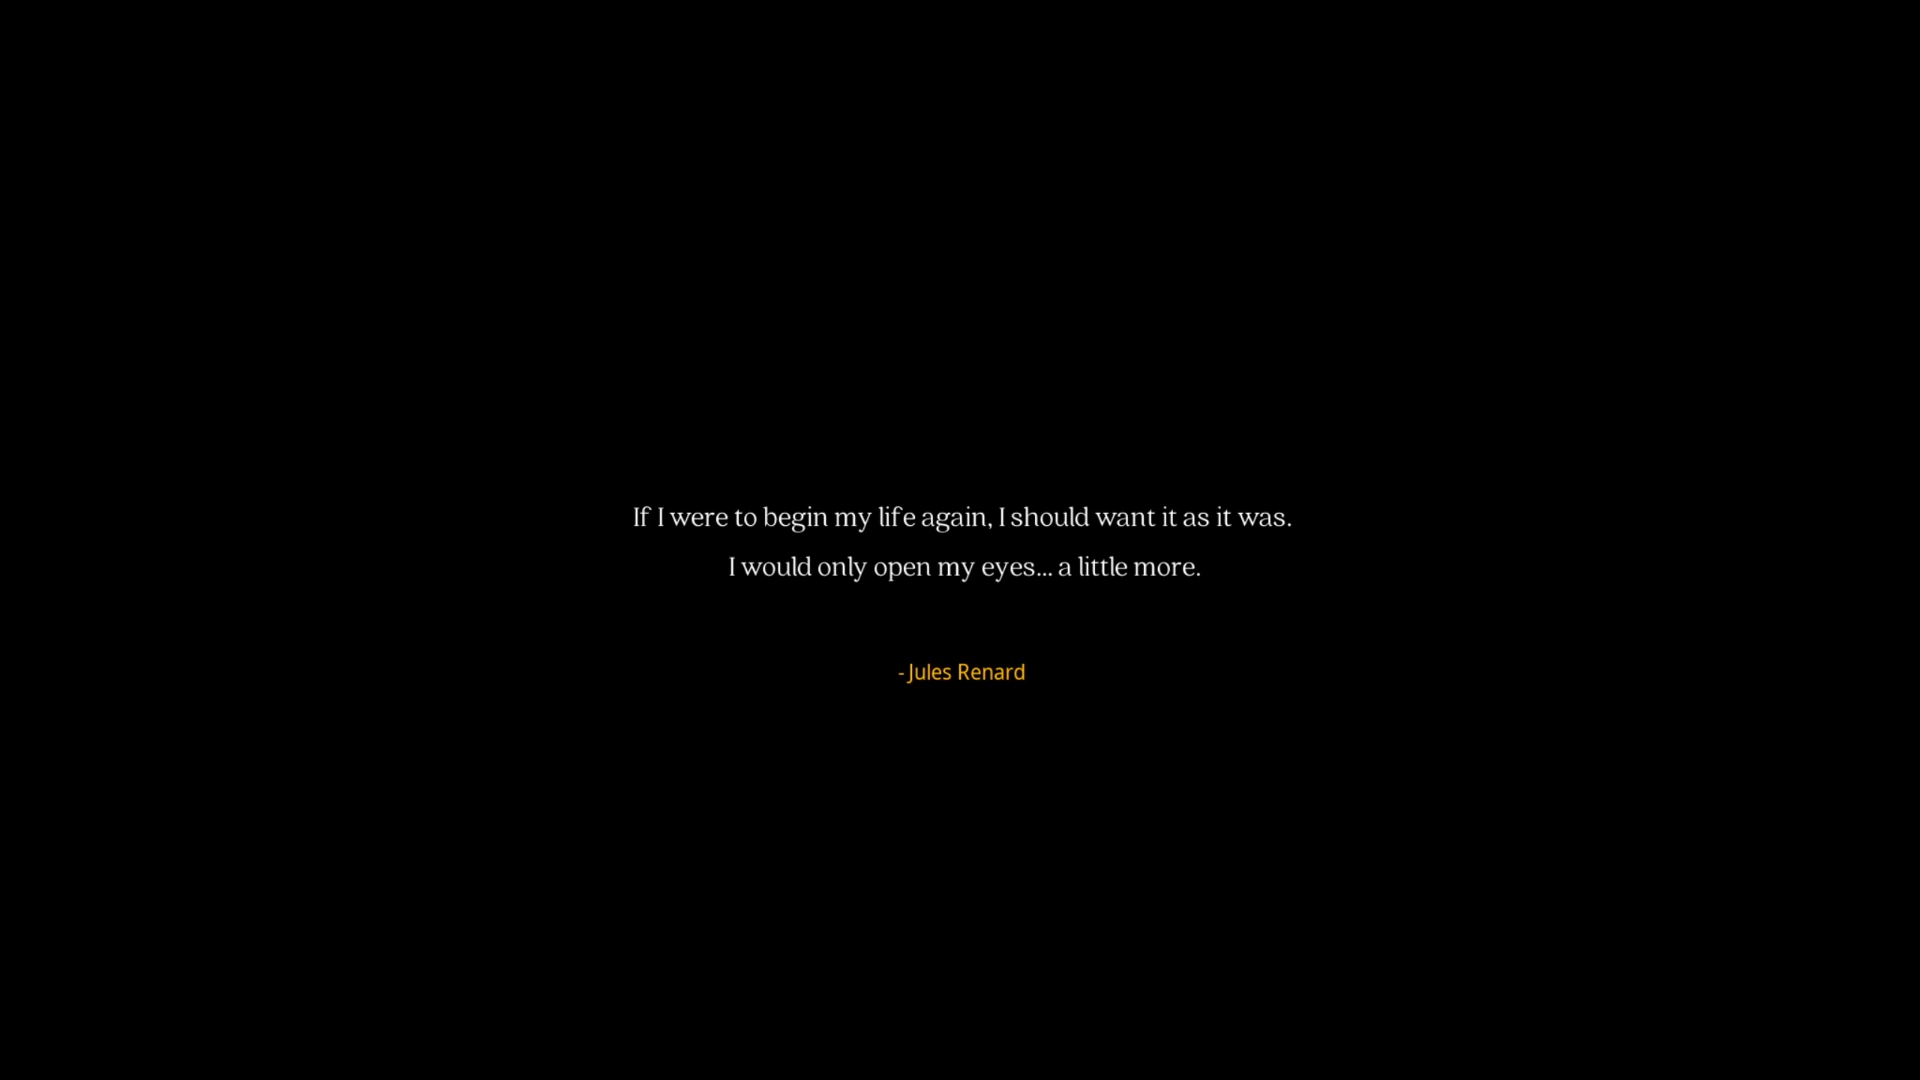 If I were to begin my life again, I should want it as it was.
I would only open my eyes... a little more.
- Jules Renard